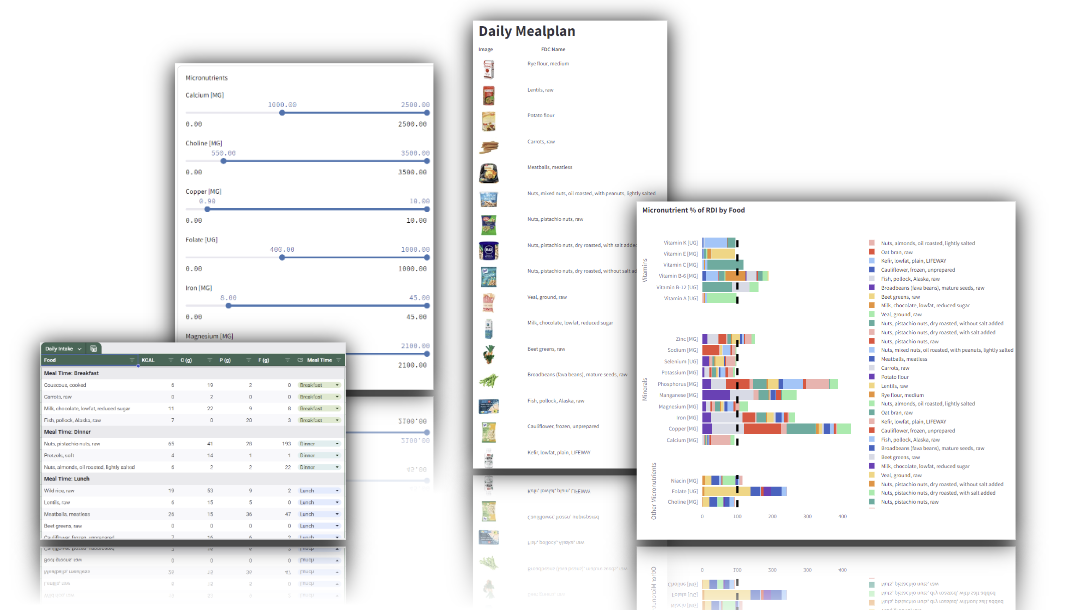 Micronutrients
Calcium [MG]
1000.00 2500.00
0.00 2500.00
Choline [MG]
550.00 3500.00
0.00 3500.00
Copper [MG]
0.90 10.00
0.00 10.00
Folate [UG]
400.00 1000.00
0.00 1000.00
Iron [MG]
8.00 45.00
0.00 45.00
Magnesium [MG]
2100.00
2100.00
Daily Mealplan
Image FDC Name
Rye flour, medium
Lentils, raw
Potato flour
Carrots, raw
Meatballs, meatless
Nuts, mixed nuts, oil roasted, with peanuts, lightly salted
Nuts, pistachio nuts, raw
Nuts, pistachio nuts, dry roasted, with salt added
Nuts, pistachio nuts, dry roasted, without salt
Veal, ground, raw
Milk, chocolate, lowfat, reduced sugar
Beet greens, raw
Broadbeans (fava beans), mature seeds, raw
Fish, pollock, Alaska, raw
Cauliflower, frozen, unprepared
Kefir, lowfat, plain, LIFEWAY
Micronutrient % of RDI by Food
Vitamins
Vitamin K [UG]
Vitamin E [MG]
Vitamin C [MG]
Vitamin B-6 [MG]
Vitamin B-12 [UG]
Vitamin A [UG]
Minerals
Zinc [MG]
Sodium [MG]
Selenium [UG]
Potassium [MG]
Phosphorus [MG]
Manganese [MG]
Magnesium [MG]
Iron [MG]
Copper [MG]
Calcium [MG]
Other Micronutrients
Niacin [MG]
Folate [UG]
Choline [MG]
0 100 200 300 400
Nuts, almonds, oil roasted, lightly salted
Oat bran, raw
Kefir, lowfat, plain, LIFEWAY
Cauliflower, frozen, unprepared
Fish, pollock, Alaska, raw
Broadbeans (fava beans), mature seeds, raw
Beet greens, raw
Milk, chocolate, lowfat, reduced sugar
Veal, ground, raw
Nuts, pistachio nuts, dry roasted, without salt added
Nuts, pistachio nuts, dry roasted, with salt added
Nuts, pistachio nuts, raw
Nuts, mixed nuts, oil roasted, with peanuts, lightly salted
Meatballs, meatless
Carrots, raw
Potato flour
Lentils, raw
Rye flour, medium
Nuts, almonds, oil roasted, lightly salted
Oat bran, raw
Kefir, lowfat, plain, LIFEWAY
Cauliflower, frozen, unprepared
Fish, pollock, Alaska, raw
Broadbeans (fava beans), mature seeds, raw
Beet greens, raw
Milk, chocolate, lowfat, reduced sugar
Veal, ground, raw
Nuts, pistachio nuts, dry roasted, without salt added
Nuts, pistachio nuts, dry roasted, with salt added
Nuts, pistachio nuts, raw
Daily Intake
Food KCAL C (g) P (g) F (g) Meal Time
Meal Time: Breakfast
Couscous, cooked 6 19 2 0 Breakfast
Carrots, raw 0 2 0 0 Breakfast
Milk, chocolate, lowfat, reduced sugar 11 22 9 8 Breakfast
Fish, pollock, Alaska, raw 7 0 20 3 Breakfast
Meal Time: Dinner
Nuts, pistachio nuts, raw 65 41 193 Dinner
Pretzels, soft 4 14 1 1 Dinner
Nuts, almonds, oil roasted, lightly salted 6 2 2 22 Dinner
Meal Time: Lunch
Wild rice, raw 19 53 9 2 Lunch
Lentils, raw 6 15 5 0 Lunch
Meatballs, meatless 26 15 36 47 Lunch
Beet greens, raw 0 0 0 0 Lunch
Cauliflower, frozen, unprepared 7 Lunch